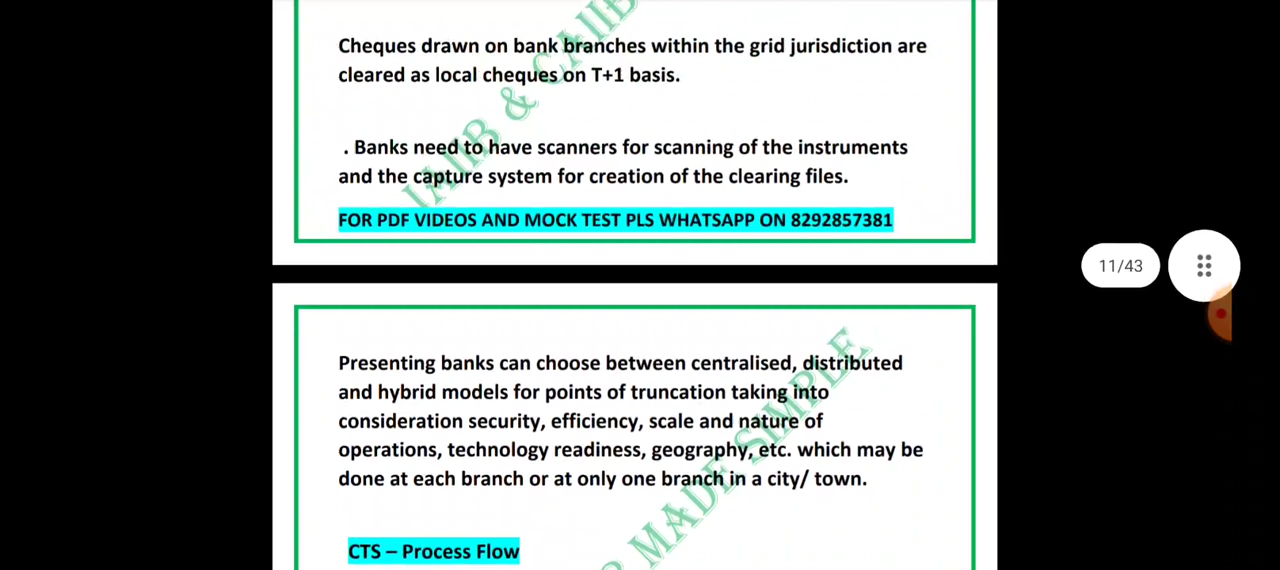 Cheques drawn on bank branches within the grid jurisdiction are
cleared as local cheques on T+1 basis.
. Banks need to have scanners for scanning of the instruments
and the capture system for creation of the clearing files.
FOR PDF VIDEOS AND MOCK TEST PLS WHATSAPP ON 8292857381
11/43
Presenting banks can choose between centralised, distributed
and hybrid models for points of truncation taking into
consideration security, efficiency, scale and nature of
operations, technology readiness, geography, etc. which may be
done at each branch or at only one branch in a city/ town.
CTS – Process Flow
& 
MADE SIMPLE